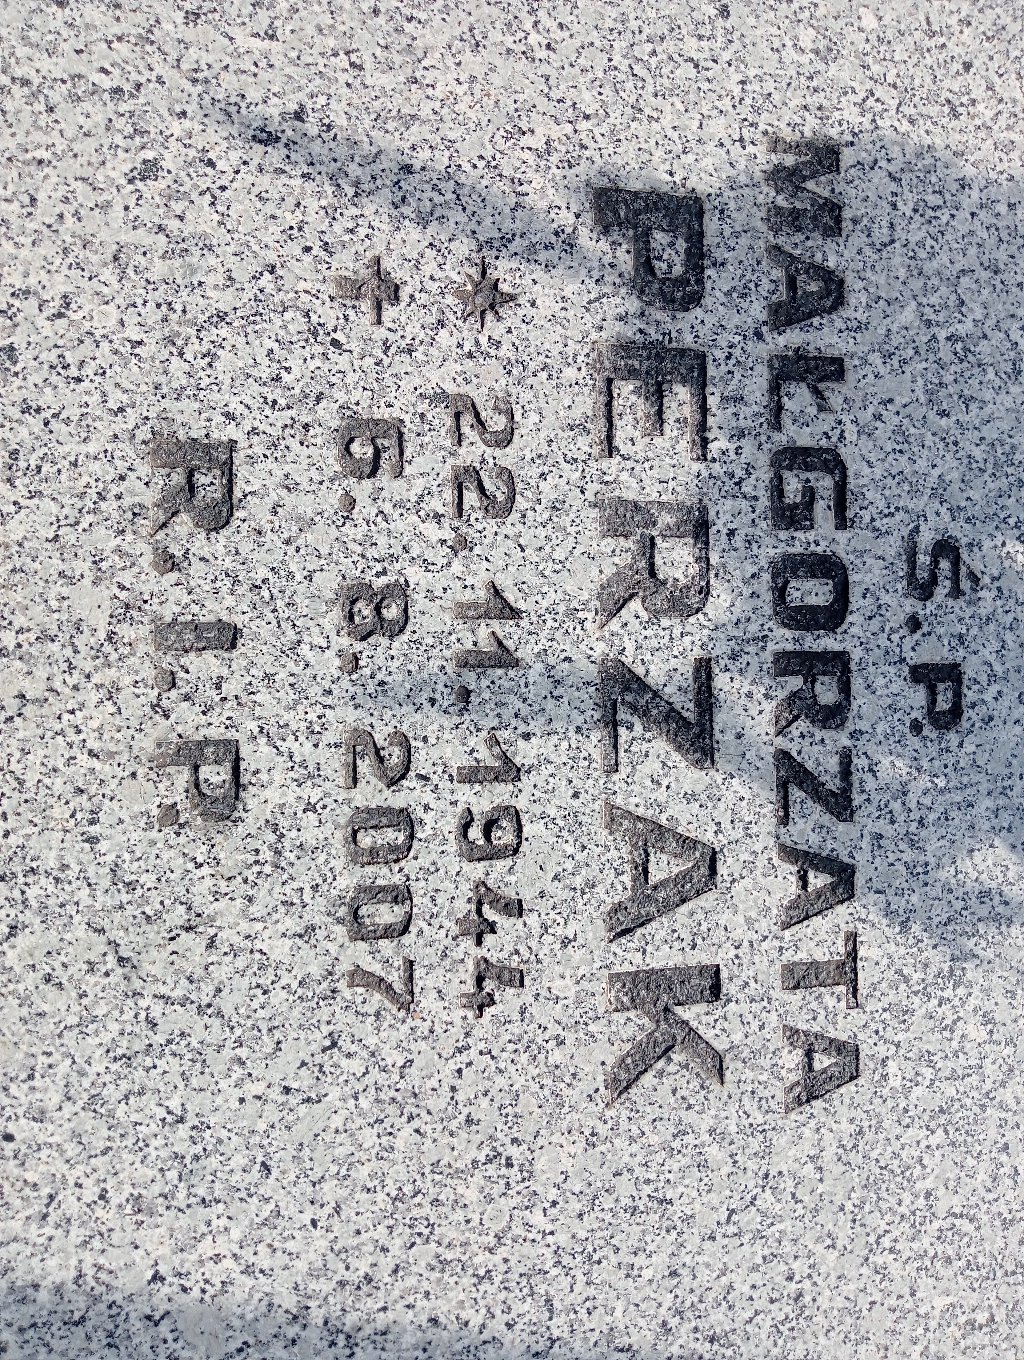 Ś.P.
MAŁGORZATA
PERZAK
* 22.11.1944
† 6.8.2007
R.I.P.